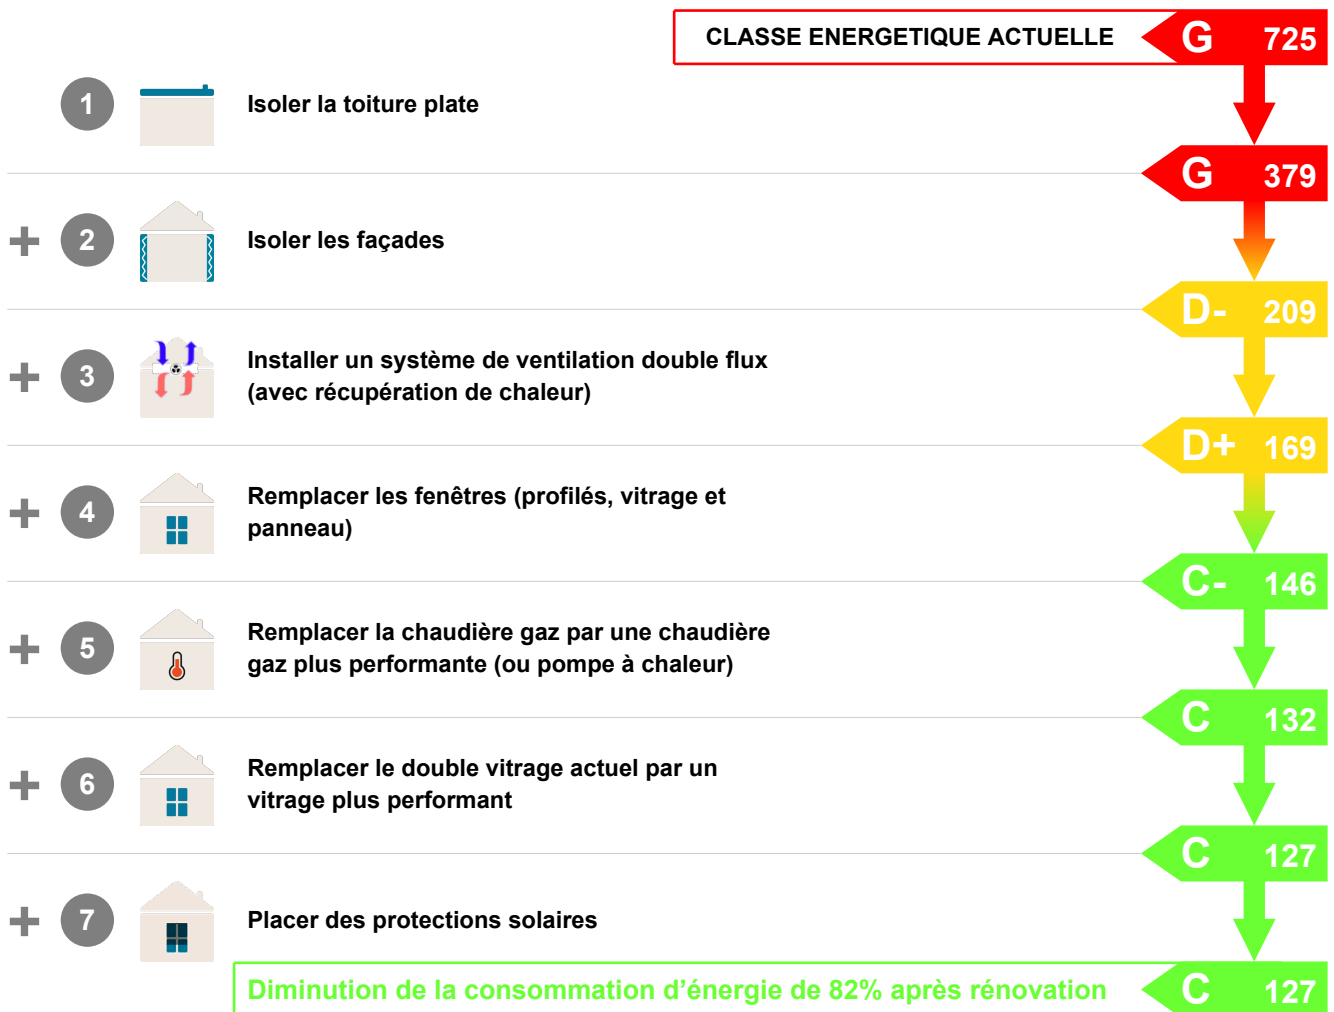 CLASSE ENERGETIQUE ACTUELLE G 725
1 Isoler la toiture plate
G 379
+ 2 Isoler les façades
D- 209
+ 3 Installer un système de ventilation double flux
(avec récupération de chaleur)
D+ 169
+ 4 Remplacer les fenêtres (profilés, vitrage et
panneau)
C- 146
+ 5 Remplacer la chaudière gaz par une chaudière
gaz plus performante (ou pompe à chaleur)
C 132
+ 6 Remplacer le double vitrage actuel par un
vitrage plus performant
C 127
+ 7 Placer des protections solaires
Diminution de la consommation d'énergie de 82% après rénovation C 127